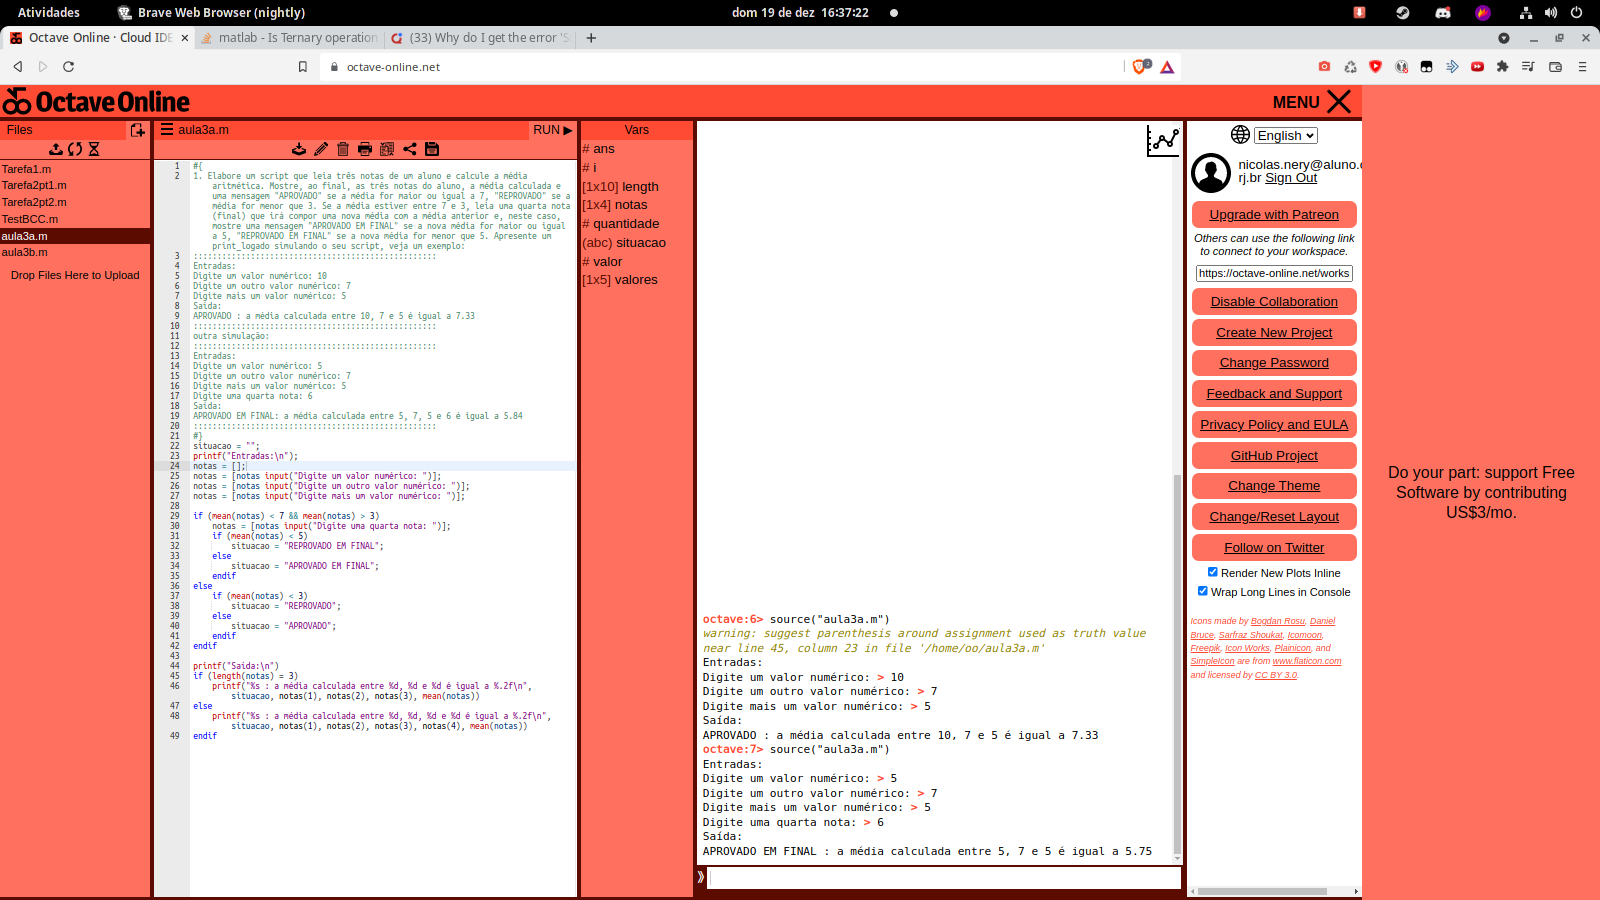 Atividades
Brave Web Browser (nightly)
dom 19 de dez  16:37:22
Octave Online · Cloud IDE
matlab - Is Ternary operation
(33) Why do I get the error 'S
octave-online.net
Octave Online
MENU
Files
Tarefa1.m
Tarefa2pt1.m
Tarefa2pt2.m
TestBCC.m
aula3a.m
aula3b.m
Drop Files Here to Upload
aula3a.m
RUN ▶
1 #{
2 1. Elabore um script que leia três notas de um aluno e calcule a média
aritmética. Mostre, ao final, as três notas do aluno, a média calculada e
uma mensagem "APROVADO" se a média for maior ou igual a 7, "REPROVADO" se a
média for menor que 3. Se a média estiver entre 7 e 3, leia uma quarta nota
(final) que irá compor uma nova média com a média anterior e, neste caso,
mostre uma mensagem "APROVADO EM FINAL" se a nova média for maior ou igual
a 5, "REPROVADO EM FINAL" se a nova média for menor que 5. Apresente um
print_logado simulando o seu script, veja um exemplo:
3 :::::::::::::::::::::::::::::::::::::::::::::::::::
4 Entradas:
5 Digite um valor numérico: 10
6 Digite um outro valor numérico: 7
7 Digite mais um valor numérico: 5
8 Saída:
9 APROVADO : a média calculada entre 10, 7 e 5 é igual a 7.33
10 :::::::::::::::::::::::::::::::::::::::::::::::::::
11 outra simulação:
12 :::::::::::::::::::::::::::::::::::::::::::::::::::
13 Entradas:
14 Digite um valor numérico: 5
15 Digite um outro valor numérico: 7
16 Digite mais um valor numérico: 5
17 Digite uma quarta nota: 6
18 Saída:
19 APROVADO EM FINAL: a média calculada entre 5, 7, 5 e 6 é igual a 5.84
20 :::::::::::::::::::::::::::::::::::::::::::::::::::
21 #}
22 situacao = "";
23 printf("Entradas:\n");
24 notas = [];
25 notas = [notas input("Digite um valor numérico: ")];
26 notas = [notas input("Digite um outro valor numérico: ")];
27 notas = [notas input("Digite mais um valor numérico: ")];
28
29 if (mean(notas) < 7 && mean(notas) > 3)
30 notas = [notas input("Digite uma quarta nota: ")];
31 if (mean(notas) < 5)
32 situacao = "REPROVADO EM FINAL";
33 else
34 situacao = "APROVADO EM FINAL";
35 endif
36 else
37 if (mean(notas) < 3)
38 situacao = "REPROVADO";
39 else
40 situacao = "APROVADO";
41 endif
42 endif
43
44 printf("Saída:\n")
45 if (length(notas) = 3)
46 printf("%s : a média calculada entre %d, %d e %d é igual a %.2f\n",
situacao, notas(1), notas(2), notas(3), mean(notas))
47 else
48 printf("%s : a média calculada entre %d, %d, %d e %d é igual a %.2f\n",
situacao, notas(1), notas(2), notas(3), notas(4), mean(notas))
49 endif
Vars
# ans
# i
[1x10] length
[1x4] notas
# quantidade
(abc) situacao
# valor
[1x5] valores
octave:6> source("aula3a.m")
warning: suggest parenthesis around assignment used as truth value
near line 45, column 23 in file '/home/oo/aula3a.m'
Entradas:
Digite um valor numérico: > 10
Digite um outro valor numérico: > 7
Digite mais um valor numérico: > 5
Saída:
APROVADO : a média calculada entre 10, 7 e 5 é igual a 7.33
octave:7> source("aula3a.m")
Entradas:
Digite um valor numérico: > 5
Digite um outro valor numérico: > 7
Digite mais um valor numérico: > 5
Digite uma quarta nota: > 6
Saída:
APROVADO EM FINAL : a média calculada entre 5, 7 e 5 é igual a 5.75
English
nicolas.nery@aluno.c
rj.br Sign Out
Upgrade with Patreon
Others can use the following link
to connect to your workspace.
https://octave-online.net/works
Disable Collaboration
Create New Project
Change Password
Feedback and Support
Privacy Policy and EULA
GitHub Project
Change Theme
Change/Reset Layout
Follow on Twitter
Render New Plots Inline
Wrap Long Lines in Console
Icons made by Bogdan Rosu, Daniel
Bruce, Sarfraz Shoukat, Icomoon,
Freepik, Icon Works, Plainicon, and
SimpleIcon are from www.flaticon.com
and licensed by CC BY 3.0.
Do your part: support Free
Software by contributing
US$3/mo.